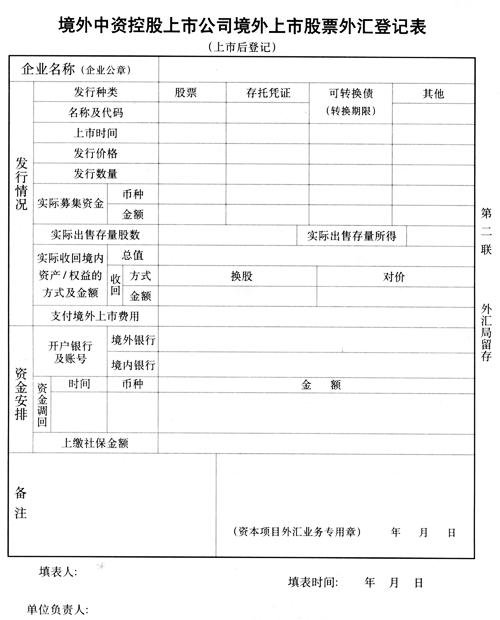 境外中资控股上市公司境外上市股票外汇登记表
(上市后登记)
企业名称(企业公章)
发行情况
发行种类 股票 存托凭证 可转换债(转换期限) 其他
名称及代码
上市时间
发行价格
发行数量
实际募集资金 币种
金额
实际出售存量股数 实际出售存量所得
实际收回境内资产/权益的方式及金额 总值
收回 方式 换股 对价
金额
支付境外上市费用
资金安排
开户银行及账号 境外银行
境内银行
资金调回 时间 币种 金 额
上缴社保金额
备注
(资本项目外汇业务专用章) 年 月 日
第二联 外汇局留存
填表人:
填表时间: 年 月 日
单位负责人: